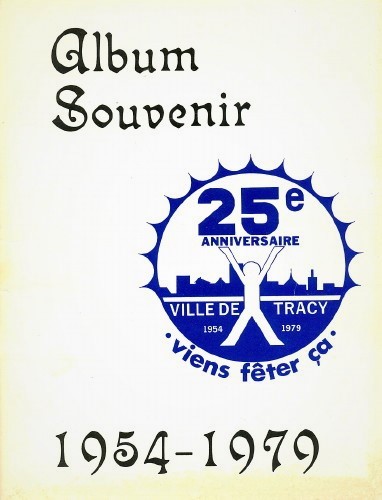 Album
Souvenir
25e
ANNIVERSAIRE
VILLE DE TRACY
1954 1979
• viens fêter ça •
1954-1979